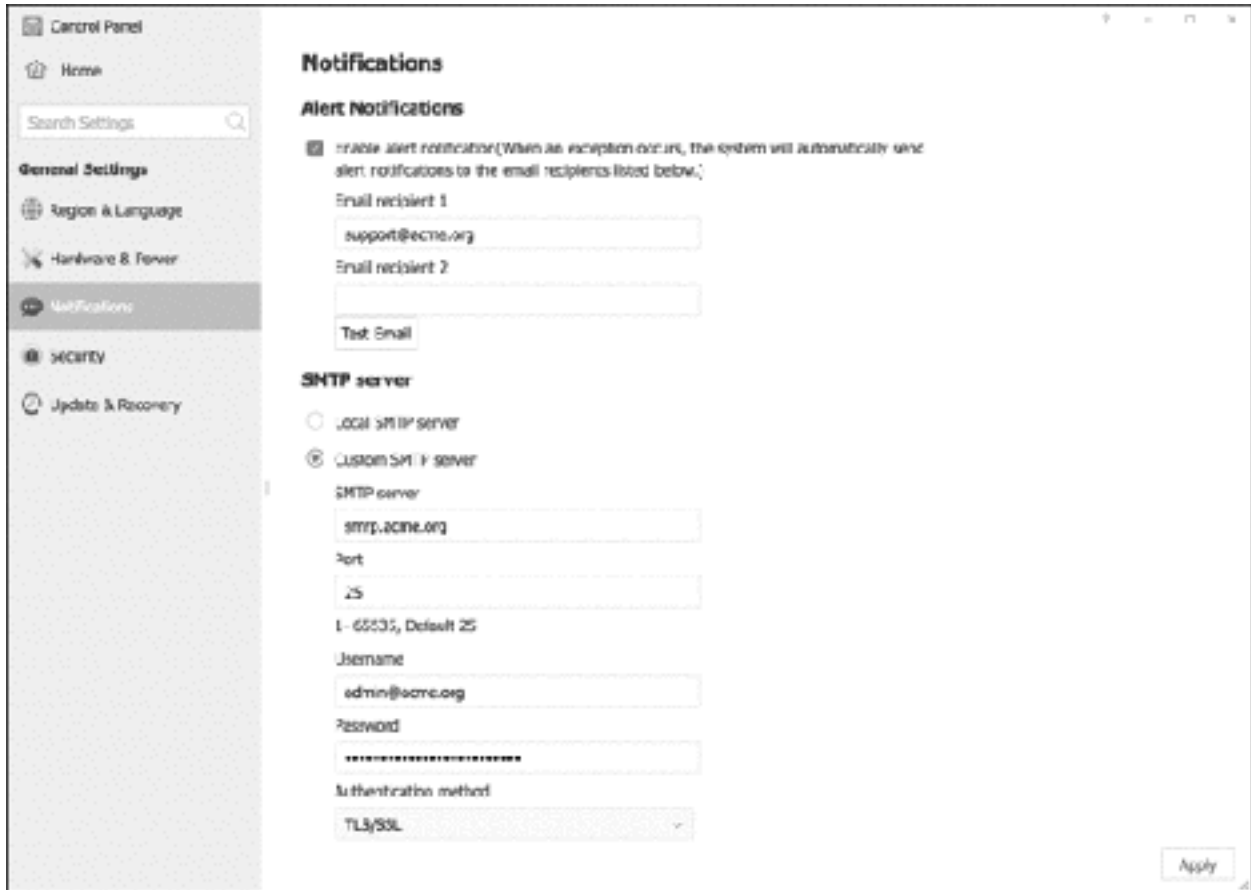 Control Panel
Home
Search Settings
General Settings
Region & Language
Hardware & Power
Notifications
Security
Update & Recovery
Notifications
Alert Notifications
Enable alert notification(When an exception occurs, the system will automatically send
alert notifications to the email recipients listed below.)
Email recipient 1
support@acme.org
Email recipient 2
Test Email
SMTP server
Local SMTP server
Custom SMTP server
SMTP server
smtp.acme.org
Port
25
1- 65535, Default 25
Username
admin@acme.org
Password
Authentication method
TLS/SSL
Apply